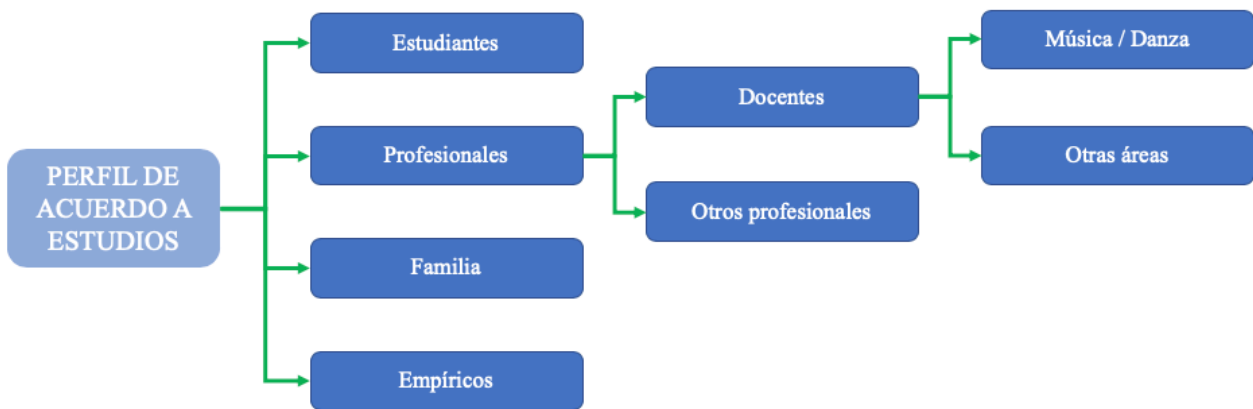 PERFIL DE
ACUERDO A
ESTUDIOS
Estudiantes
Profesionales
Familia
Empíricos
Docentes
Otros profesionales
Música / Danza
Otras áreas